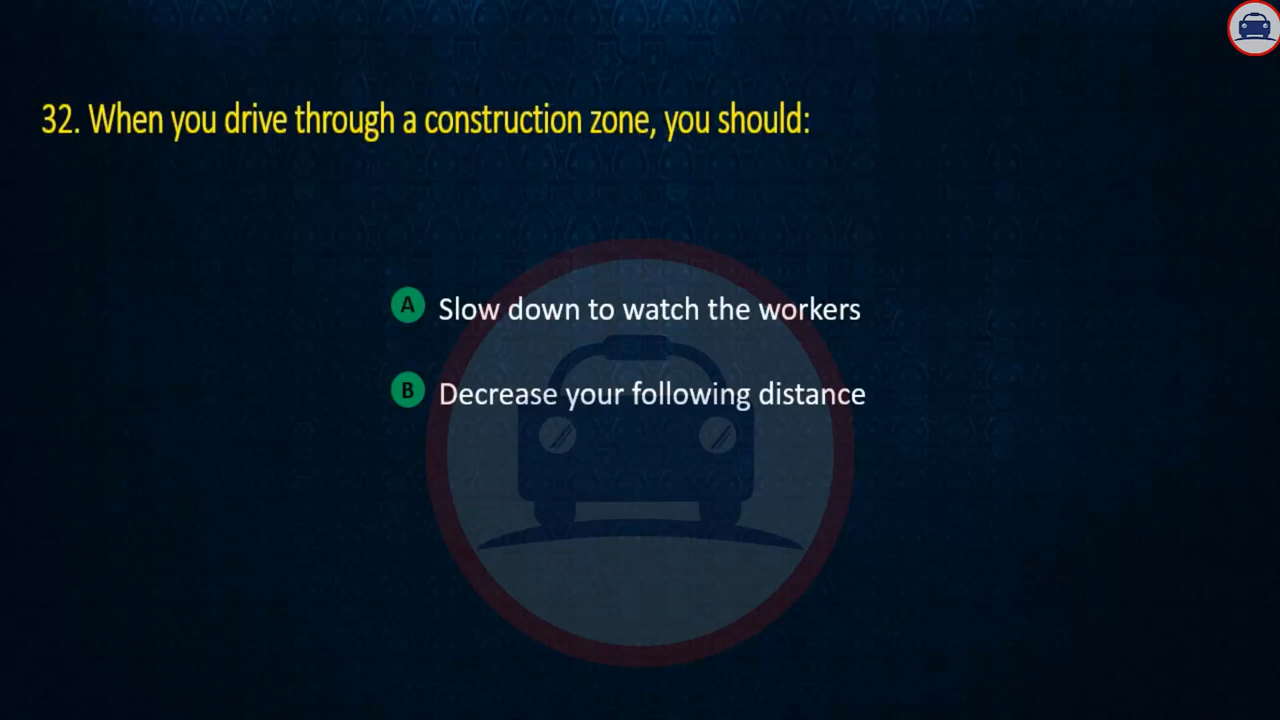 32. When you drive through a construction zone, you should:
A Slow down to watch the workers
B Decrease your following distance